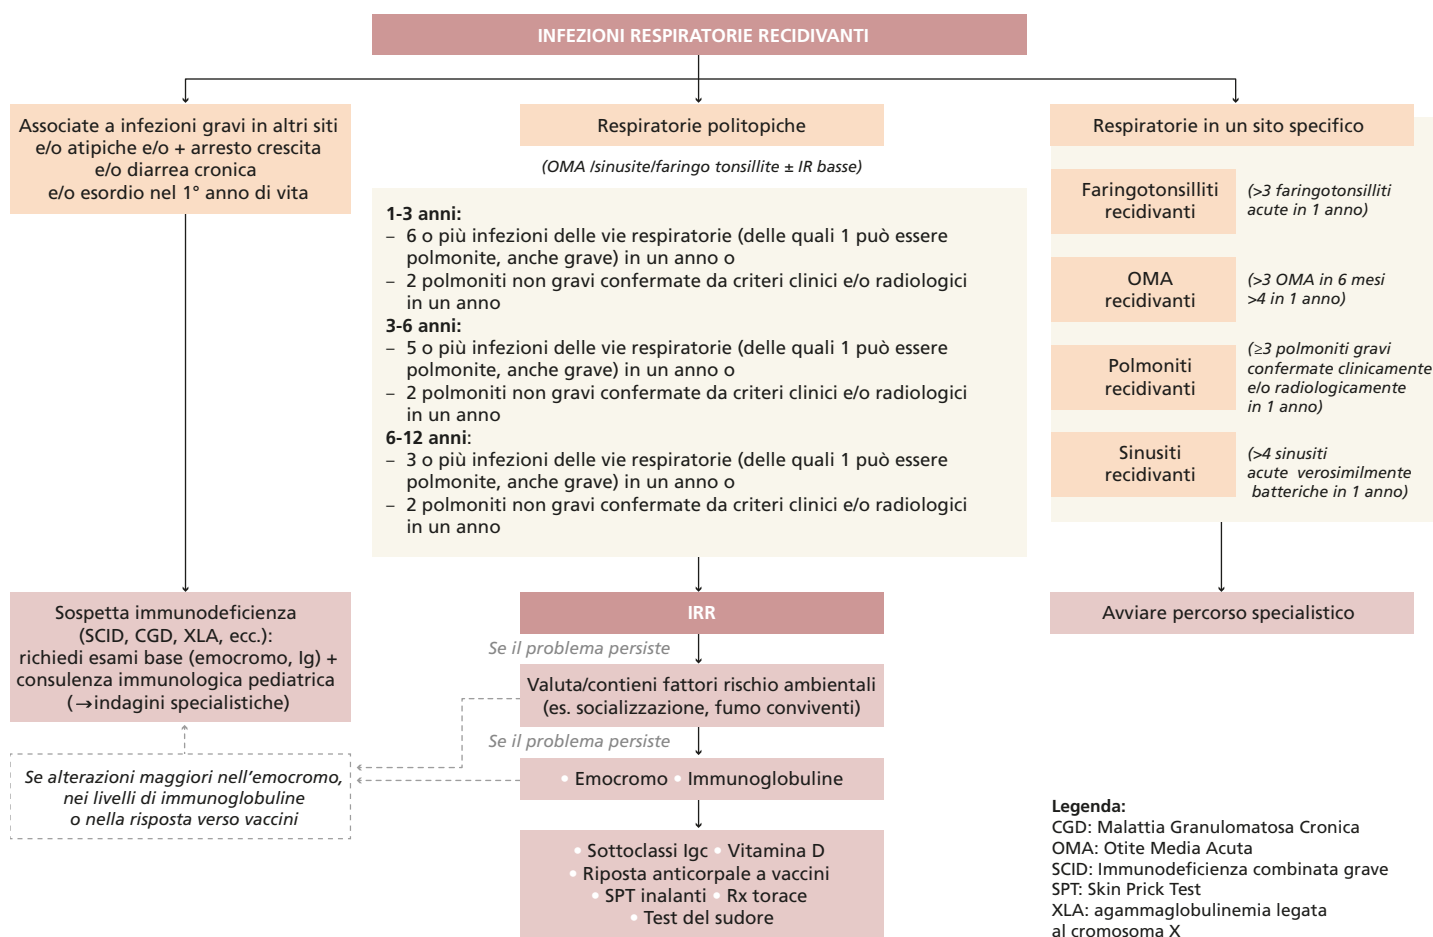 INFEZIONI RESPIRATORIE RECIDIVANTI
Associate a infezioni gravi in altri siti
e/o atipiche e/o + arresto crescita
e/o diarrea cronica
e/o esordio nel 1° anno di vita
Respiratorie politopiche
(OMA /sinusite/faringo tonsillite ± IR basse)
1-3 anni:
– 6 o più infezioni delle vie respiratorie (delle quali 1 può essere
polmonite, anche grave) in un anno o
– 2 polmoniti non gravi confermate da criteri clinici e/o radiologici
in un anno
3-6 anni:
– 5 o più infezioni delle vie respiratorie (delle quali 1 può essere
polmonite, anche grave) in un anno o
– 2 polmoniti non gravi confermate da criteri clinici e/o radiologici
in un anno
6-12 anni:
– 3 o più infezioni delle vie respiratorie (delle quali 1 può essere
polmonite, anche grave) in un anno o
– 2 polmoniti non gravi confermate da criteri clinici e/o radiologici
in un anno
Respiratorie in un sito specifico
Faringotonsilliti
recidivanti
(>3 faringotonsilliti
acute in 1 anno)
OMA
recidivanti
(>3 OMA in 6 mesi
>4 in 1 anno)
Polmoniti
recidivanti
(≥3 polmoniti gravi
confermate clinicamente
e/o radiologicamente
in 1 anno)
Sinusiti
recidivanti
(>4 sinusiti
acute verosimilmente
batteriche in 1 anno)
Sospetta immunodeficienza
(SCID, CGD, XLA, ecc.):
richiedi esami base (emocromo, Ig) +
consulenza immunologica pediatrica
(→indagini specialistiche)
Se alterazioni maggiori nell'emocromo,
nei livelli di immunoglobuline
o nella risposta verso vaccini
IRR
Se il problema persiste
Valuta/contieni fattori rischio ambientali
(es. socializzazione, fumo conviventi)
Se il problema persiste
• Emocromo • Immunoglobuline
• Sottoclassi Igc • Vitamina D
• Riposta anticorpale a vaccini
• SPT inalanti • Rx torace
• Test del sudore
Avviare percorso specialistico
Legenda:
CGD: Malattia Granulomatosa Cronica
OMA: Otite Media Acuta
SCID: Immunodeficienza combinata grave
SPT: Skin Prick Test
XLA: agammaglobulinemia legata
al cromosoma X